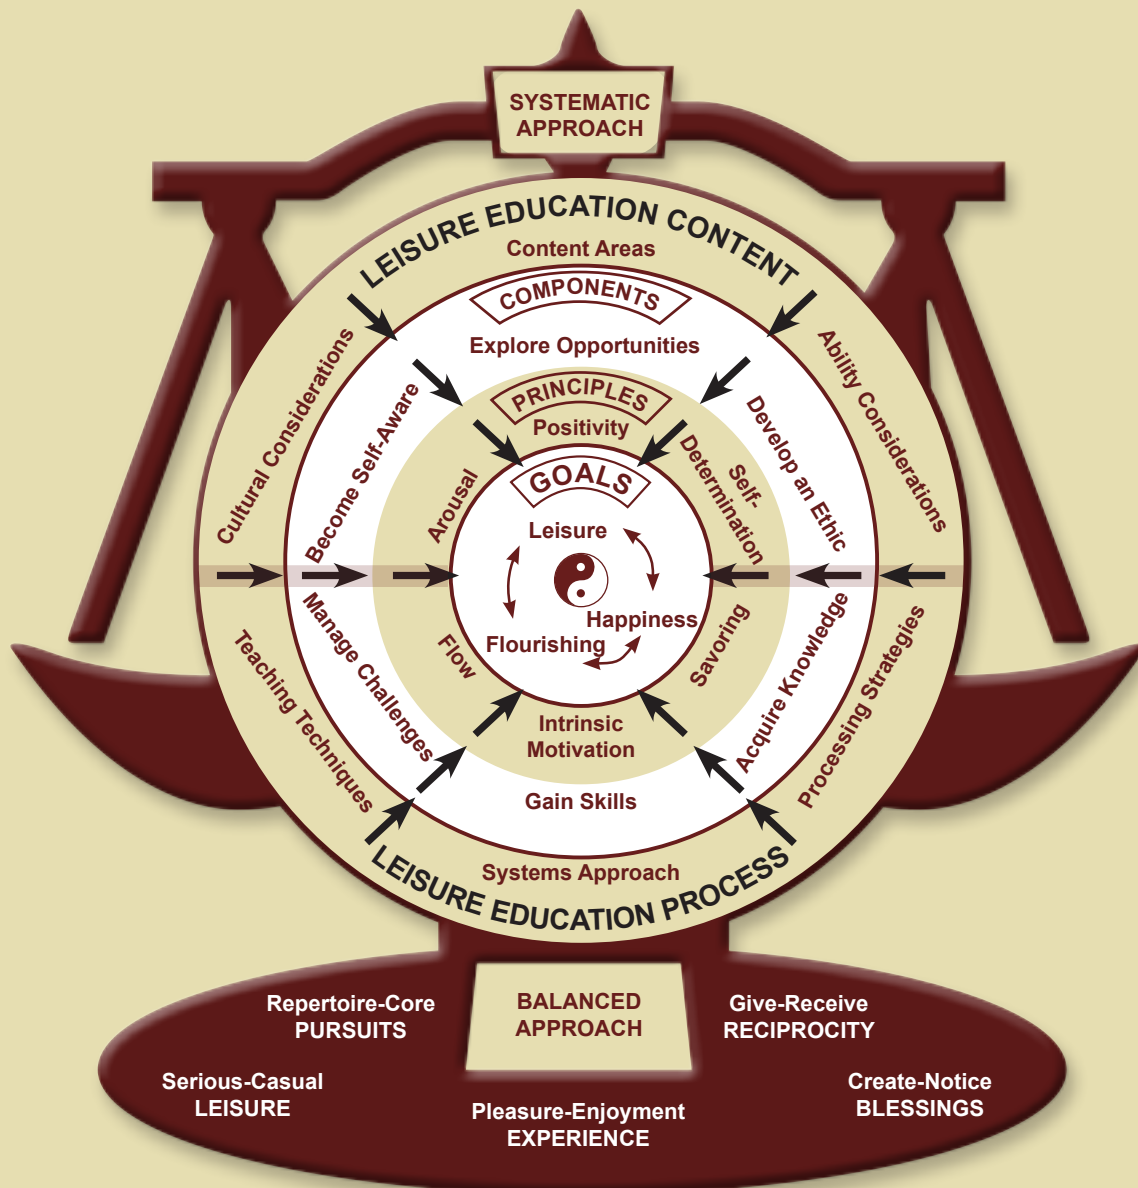 SYSTEMATIC
APPROACH
LEISURE EDUCATION CONTENT
Content Areas
COMPONENTS
Explore Opportunities
Cultural Considerations
Ability Considerations
Become Self-Aware
Develop an Ethic
PRINCIPLES
Positivity
Arousal
Self-
Determination
GOALS
Leisure
Happiness
Flourishing
Flow
Savoring
Intrinsic
Motivation
Manage Challenges
Acquire Knowledge
Gain Skills
Teaching Techniques
Processing Strategies
Systems Approach
LEISURE EDUCATION PROCESS
BALANCED
APPROACH
Repertoire-Core
PURSUITS
Give-Receive
RECIPROCITY
Serious-Casual
LEISURE
Pleasure-Enjoyment
EXPERIENCE
Create-Notice
BLESSINGS